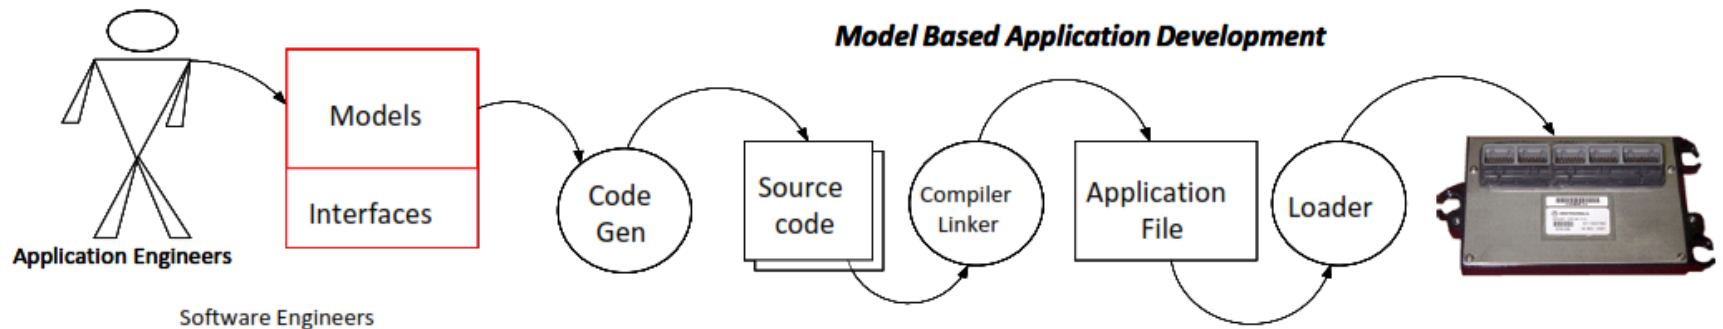 Model Based Application Development
Models
Interfaces
Code
Gen
Source
code
Compiler
Linker
Application
File
Loader
Application Engineers
Software Engineers